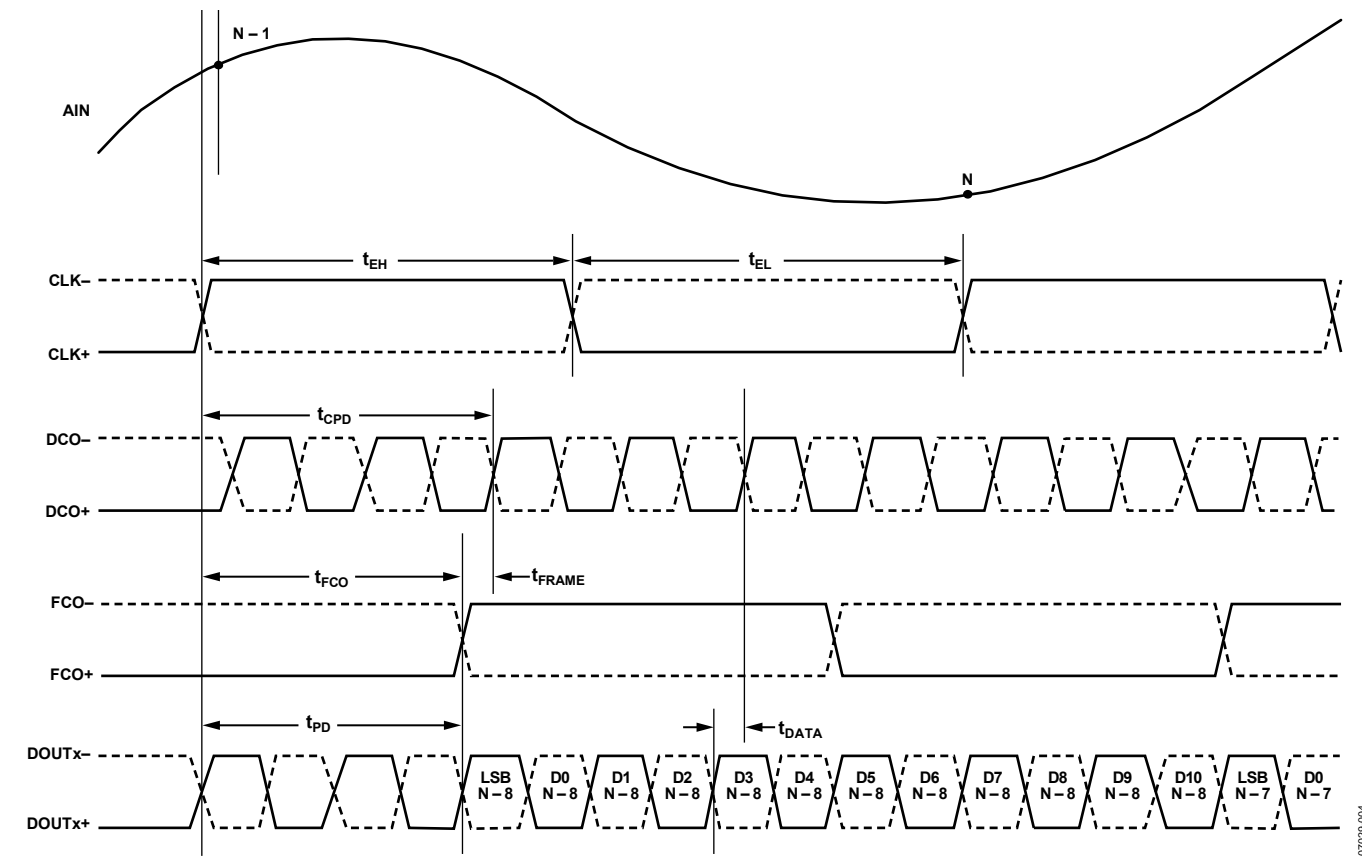 N – 1
AIN
N
tEH
tEL
CLK–
CLK+
tCPD
DCO–
DCO+
tFCO
tFRAME
FCO–
FCO+
tPD
tDATA
DOUTx–
LSB N – 8
D0 N – 8
D1 N – 8
D2 N – 8
D3 N – 8
D4 N – 8
D5 N – 8
D6 N – 8
D7 N – 8
D8 N – 8
D9 N – 8
D10 N – 8
LSB N – 7
D0 N – 7
DOUTx+